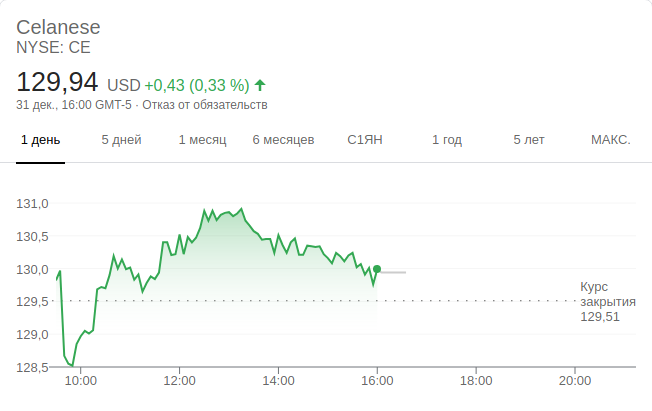 Celanese
NYSE: CE
129,94 USD +0,43 (0,33 %)
31 дек., 16:00 GMT-5 · Отказ от обязательств
1 день 5 дней 1 месяц 6 месяцев С1ЯН 1 год 5 лет МАКС.
131,0
130,5
130,0
129,5
129,0
128,5
Курс
закрытия
129,51
10:00 12:00 14:00 16:00 18:00 20:00